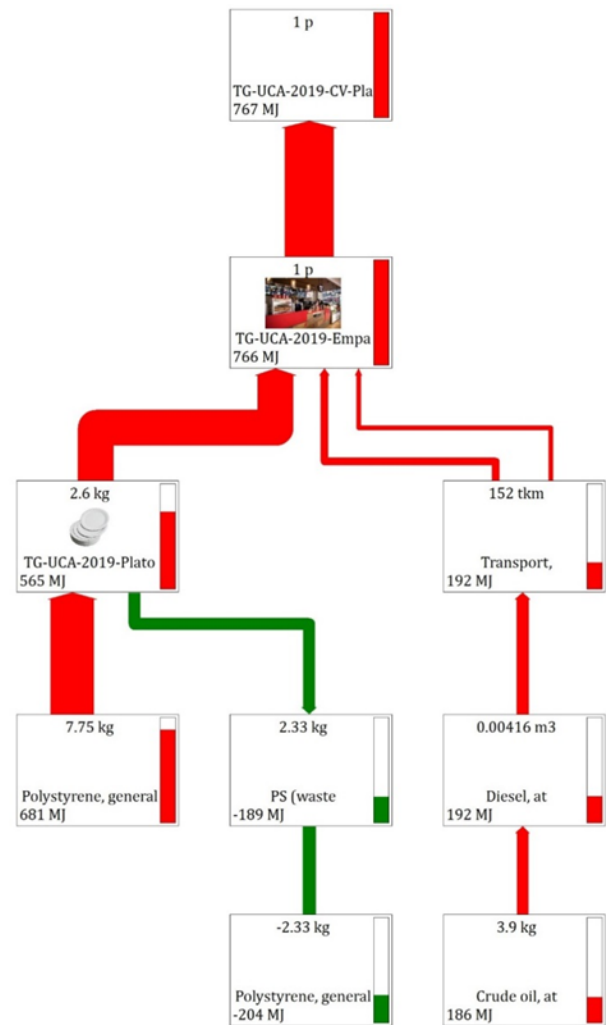 1 p
TG-UCA-2019-CV-Pla
767 MJ
1 p
TG-UCA-2019-Empa
766 MJ
2.6 kg
TG-UCA-2019-Plato
565 MJ
152 tkm
Transport,
192 MJ
7.75 kg
Polystyrene, general
681 MJ
2.33 kg
PS (waste
-189 MJ
0.00416 m3
Diesel, at
192 MJ
-2.33 kg
Polystyrene, general
-204 MJ
3.9 kg
Crude oil, at
186 MJ